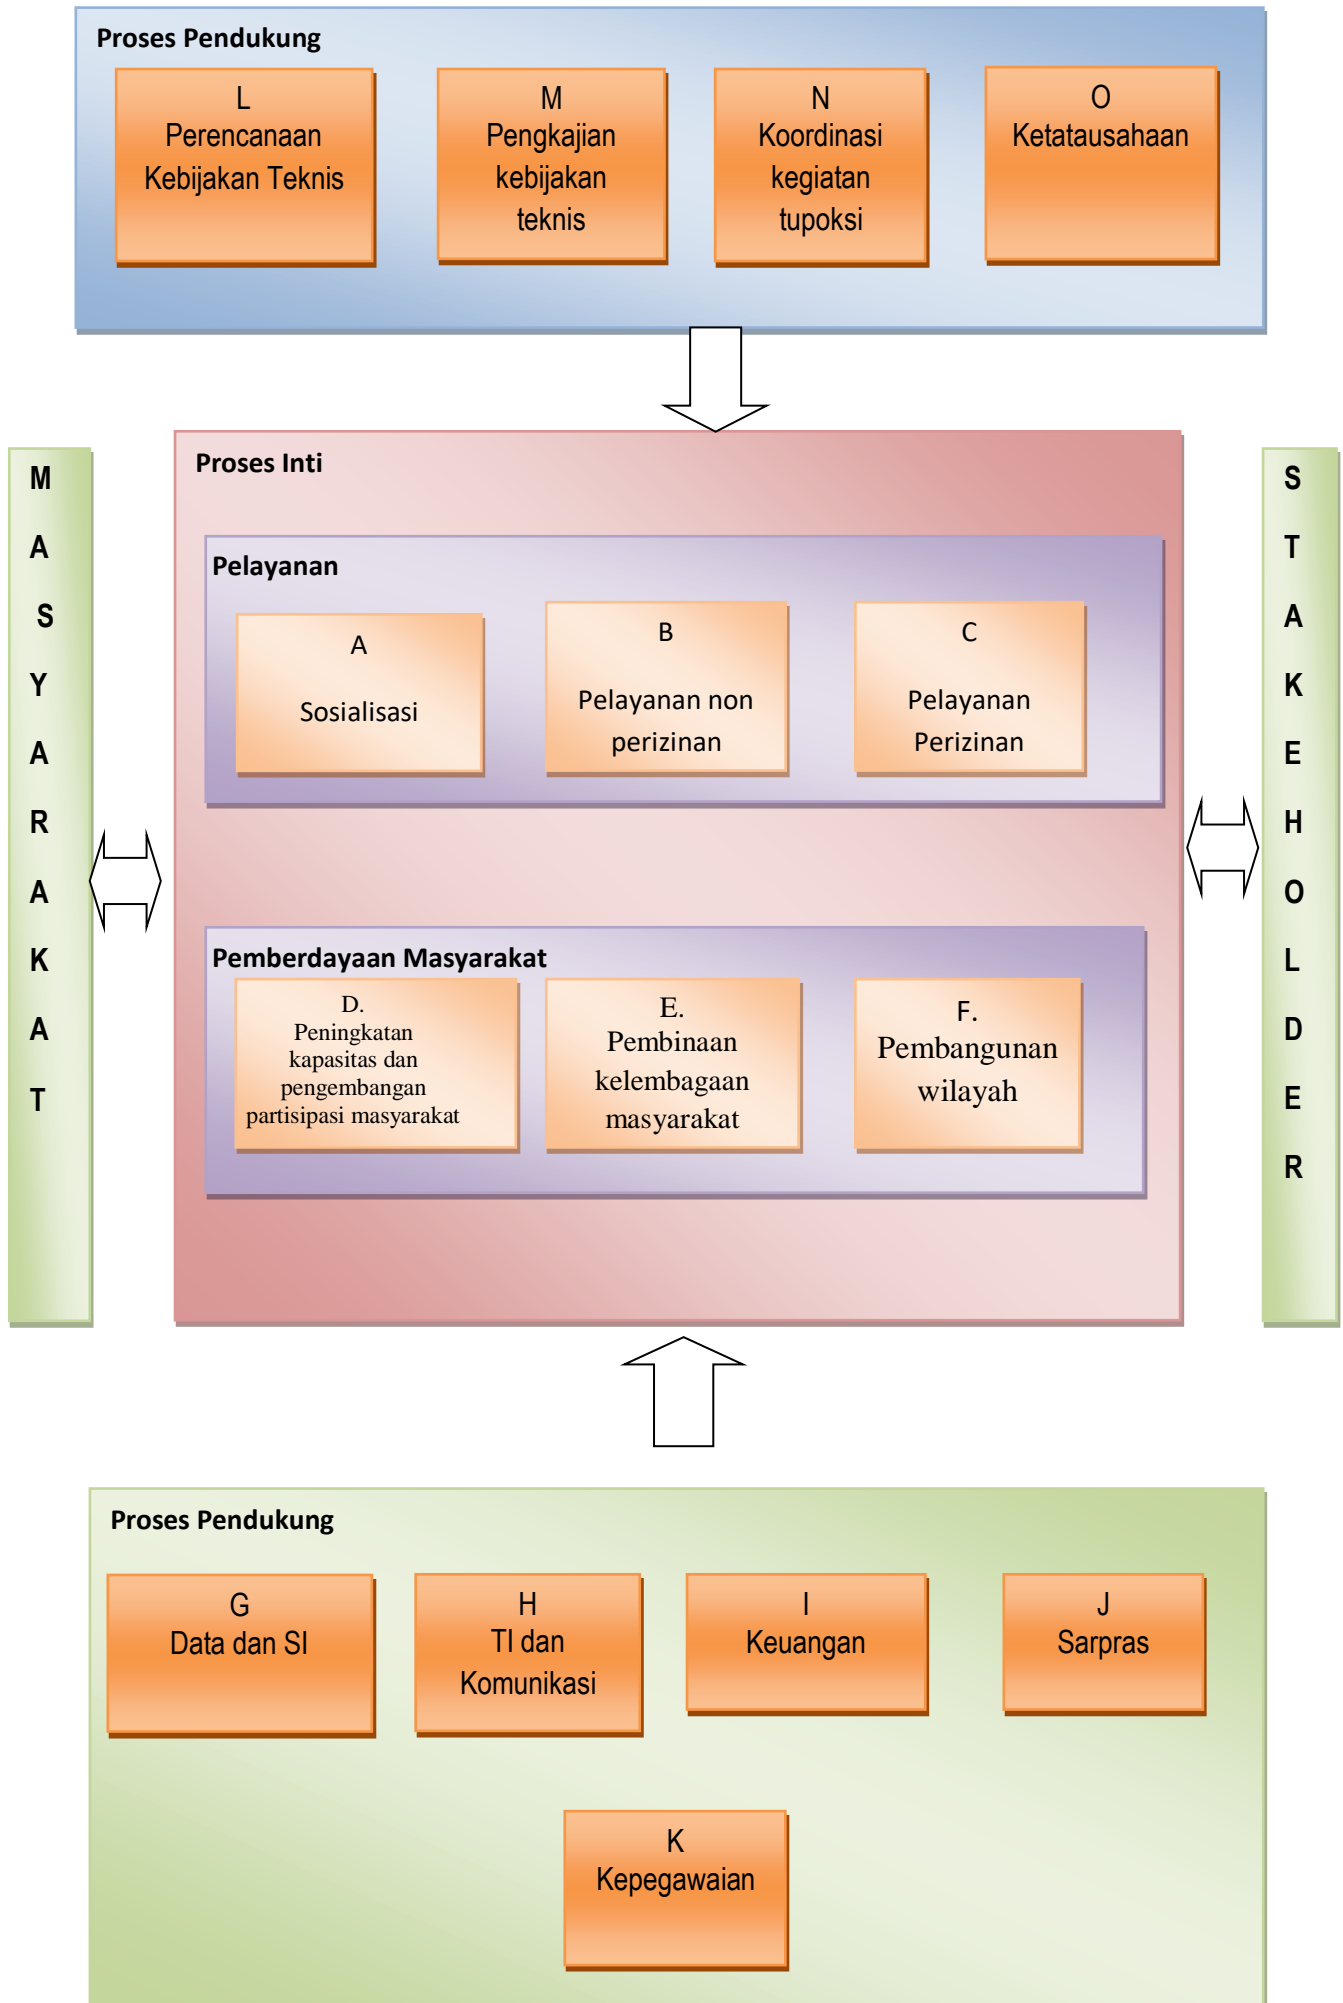 Proses Pendukung
L
Perencanaan
Kebijakan Teknis
M
Pengkajian
kebijakan
teknis
N
Koordinasi
kegiatan
tupoksi
O
Ketatausahaan
M
A
S
Y
A
R
A
K
A
T
Proses Inti
Pelayanan
A
Sosialisasi
B
Pelayanan non
perizinan
C
Pelayanan
Perizinan
Pemberdayaan Masyarakat
D.
Peningkatan
kapasitas dan
pengembangan
partisipasi masyarakat
E.
Pembinaan
kelembagaan
masyarakat
F.
Pembangunan
wilayah
S
T
A
K
E
H
O
L
D
E
R
Proses Pendukung
G
Data dan SI
H
TI dan
Komunikasi
I
Keuangan
J
Sarpras
K
Kepegawaian